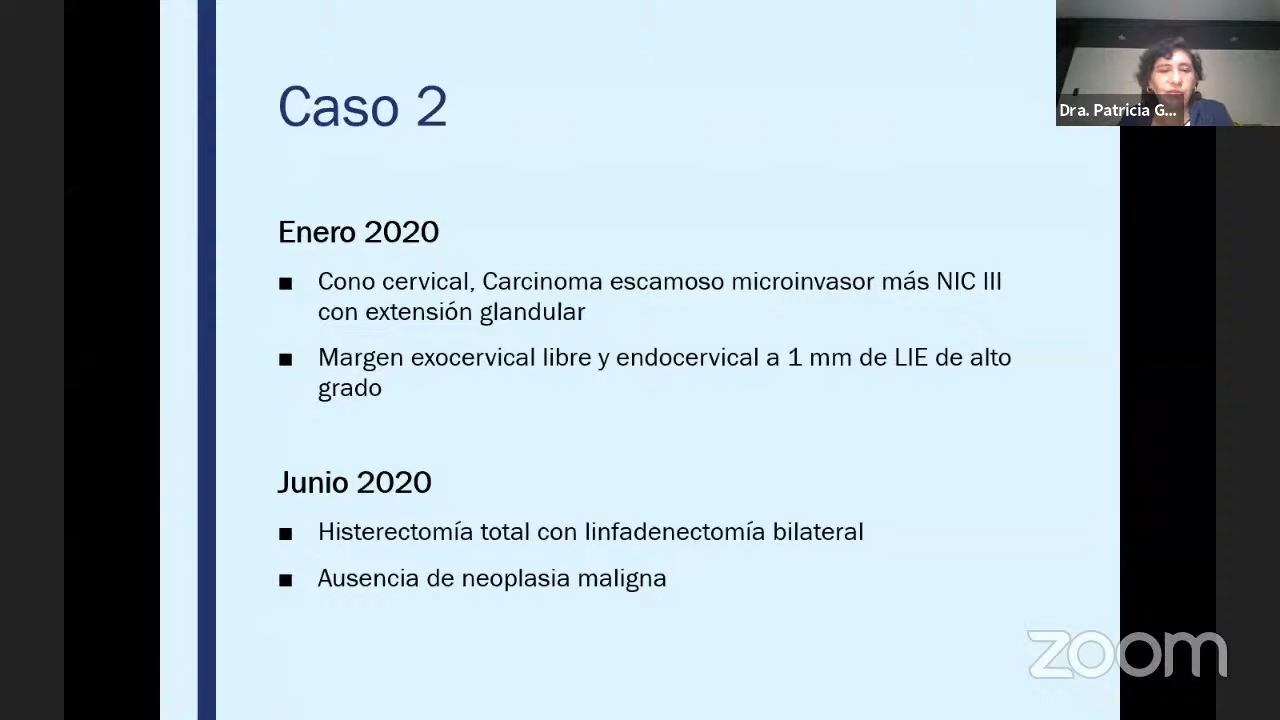 Caso 2
Dra. Patricia G...
Enero 2020
■ Cono cervical, Carcinoma escamoso microinvasor más NIC III
con extensión glandular
■ Margen exocervical libre y endocervical a 1 mm de LIE de alto
grado
Junio 2020
■ Histerectomía total con linfadenectomía bilateral
■ Ausencia de neoplasia maligna
zoom